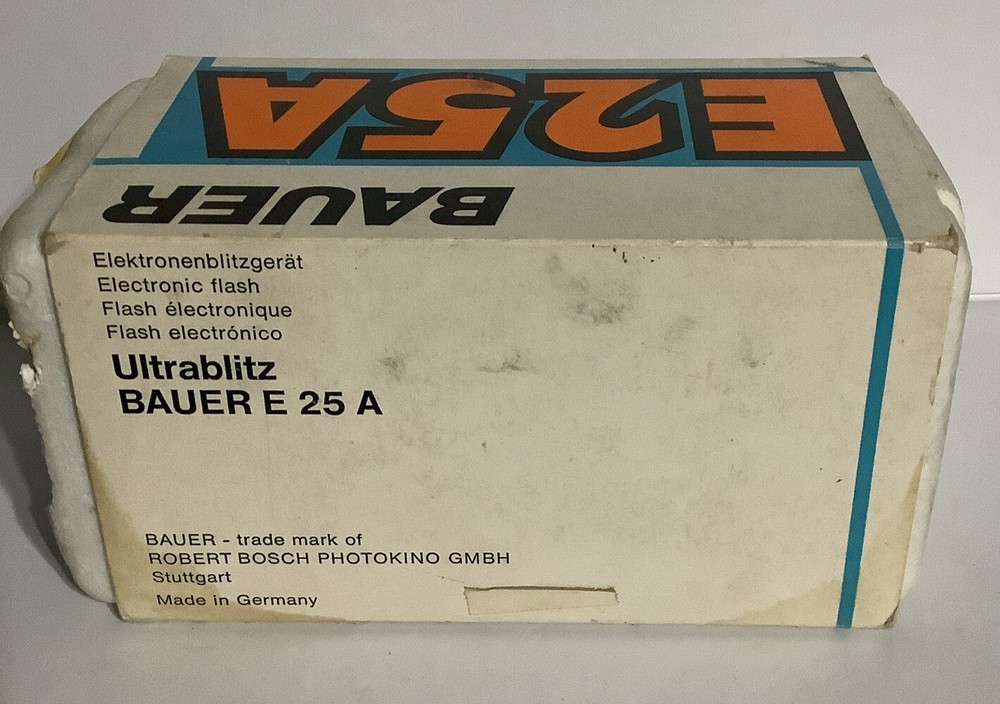 E25A
BAUER
Elektronenblitzgerät
Electronic flash
Flash électronique
Flash electrónico
Ultrablitz
BAUER E 25 A
BAUER - trade mark of
ROBERT BOSCH PHOTOKINO GMBH
Stuttgart
Made in Germany